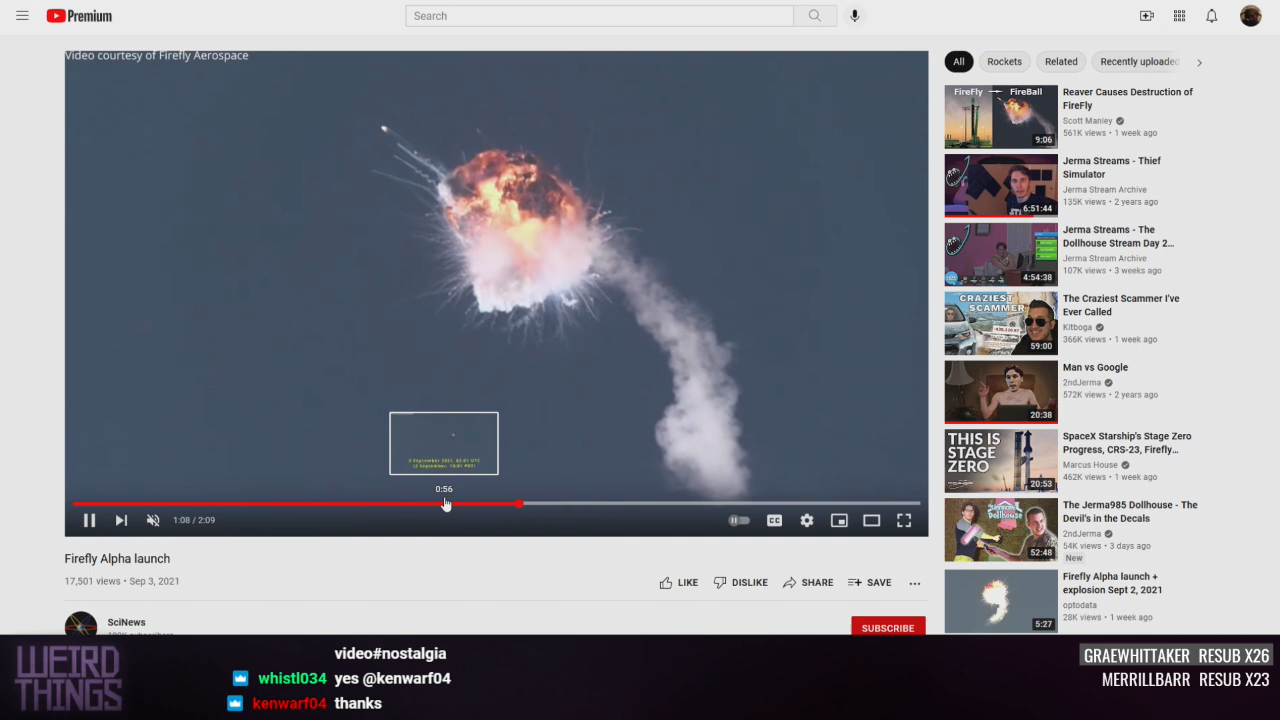 Premium
Search
Video courtesy of Firefly Aerospace
2 September 2021, 02:01 UTC
0:56
1:08 / 2:09
CC
Firefly Alpha launch
17,501 views • Sep 3, 2021
LIKE
DISLIKE
SHARE
SAVE
SciNews
SUBSCRIBE
All
Rockets
Related
Recently uploaded
FireFly
FireBall
9:06
Reaver Causes Destruction of
FireFly
Scott Manley
561K views • 1 week ago
6:51:44
Jerma Streams - Thief
Simulator
Jerma Stream Archive
135K views • 2 years ago
4:54:38
Jerma Streams - The
Dollhouse Stream Day 2...
Jerma Stream Archive
107K views • 3 weeks ago
CRAZIEST
SCAMMER
59:00
The Craziest Scammer I've
Ever Called
Kitboga
366K views • 1 week ago
20:38
Man vs Google
2ndJerma
572K views • 2 years ago
THIS IS
STAGE
ZERO
20:53
SpaceX Starship's Stage Zero
Progress, CRS-23, Firefly...
Marcus House
462K views • 1 week ago
52:48
The Jerma985 Dollhouse - The
Devil's in the Decals
2ndJerma
54K views • 3 days ago
New
5:27
Firefly Alpha launch +
explosion Sept 2, 2021
optodata
28K views • 1 week ago
WEIRD
THINGS
video#nostalgia
whistl034 yes @kenwarf04
kenwarf04 thanks
GRAEWHITTAKER RESUB X26
MERRILLBARR RESUB X23